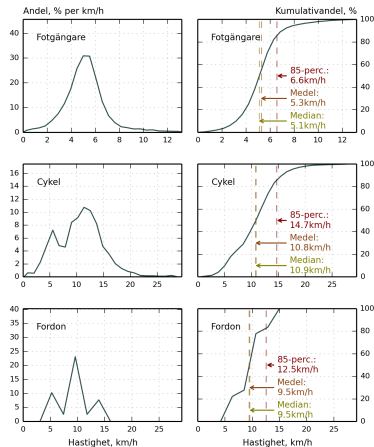 Andel, % per km/h
Kumulativandel, %
40
30
20
10
0
Fotgängare
0 2 4 6 8 10 12
100
80
60
40
20
0
Fotgängare
85-perc.:
6.6km/h
Medel:
5.3km/h
Median:
5.1km/h
0 2 4 6 8 10 12
16
14
12
10
8
6
4
2
0
Cykel
0 5 10 15 20 25
100
80
60
40
20
0
Cykel
85-perc.:
14.7km/h
Medel:
10.8km/h
Median:
10.9km/h
0 5 10 15 20 25
40
35
30
25
20
15
10
5
0
Fordon
0 5 10 15 20 25
Hastighet, km/h
100
80
60
40
20
0
Fordon
85-perc.:
12.5km/h
Medel:
9.5km/h
Median:
9.5km/h
0 5 10 15 20 25
Hastighet, km/h